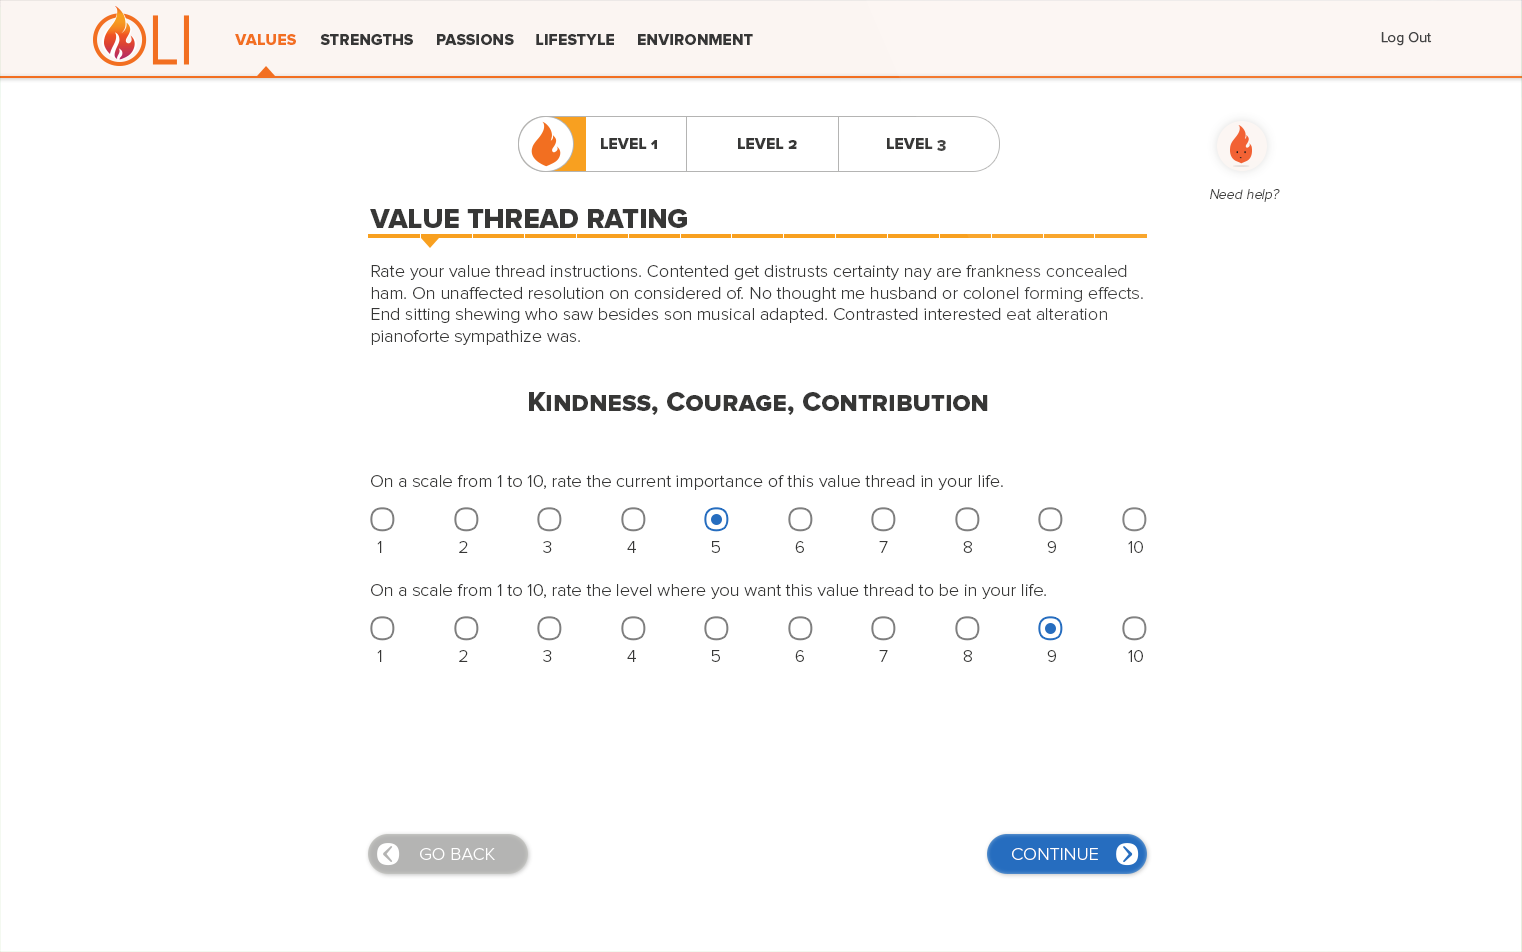 OLI
VALUES STRENGTHS PASSIONS LIFESTYLE ENVIRONMENT
Log Out
LEVEL 1 LEVEL 2 LEVEL 3
Need help?
VALUE THREAD RATING
Rate your value thread instructions. Contented get distrusts certainty nay are frankness concealed
ham. On unaffected resolution on considered of. No thought me husband or colonel forming effects.
End sitting shewing who saw besides son musical adapted. Contrasted interested eat alteration
pianoforte sympathize was.
Kindness, Courage, Contribution
On a scale from 1 to 10, rate the current importance of this value thread in your life.
1 2 3 4 5 6 7 8 9 10
On a scale from 1 to 10, rate the level where you want this value thread to be in your life.
1 2 3 4 5 6 7 8 9 10
GO BACK
CONTINUE